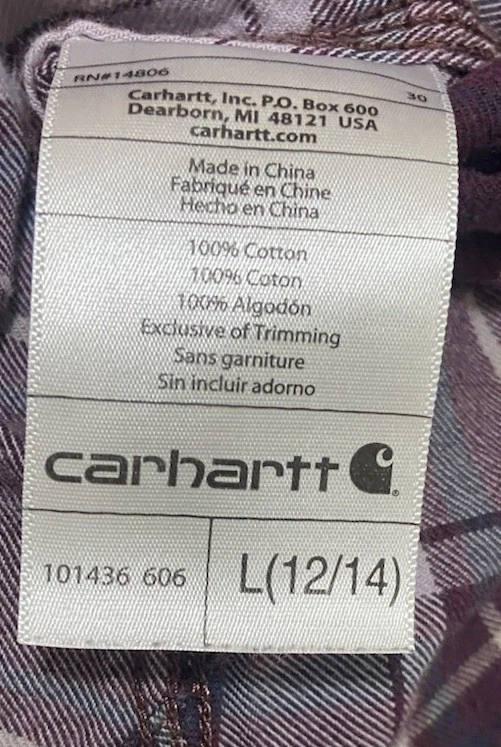 RN#14806
30
Carhartt, Inc. P.O. Box 600
Dearborn, MI 48121 USA
carhartt.com
Made in China
Fabriqué en Chine
Hecho en China
100% Cotton
100% Coton
100% Algodón
Exclusive of Trimming
Sans garniture
Sin incluir adorno
carhartt
101436 606
L(12/14)